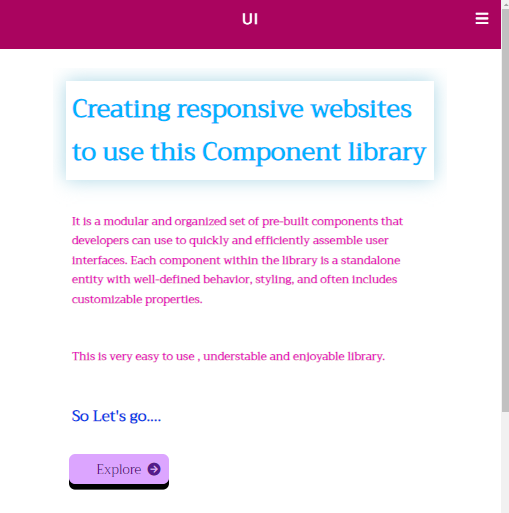 UI
Creating responsive websites
to use this Component library
It is a modular and organized set of pre-built components that
developers can use to quickly and efficiently assemble user
interfaces. Each component within the library is a standalone
entity with well-defined behavior, styling, and often includes
customizable properties.
This is very easy to use , understable and enjoyable library.
So Let's go....
Explore